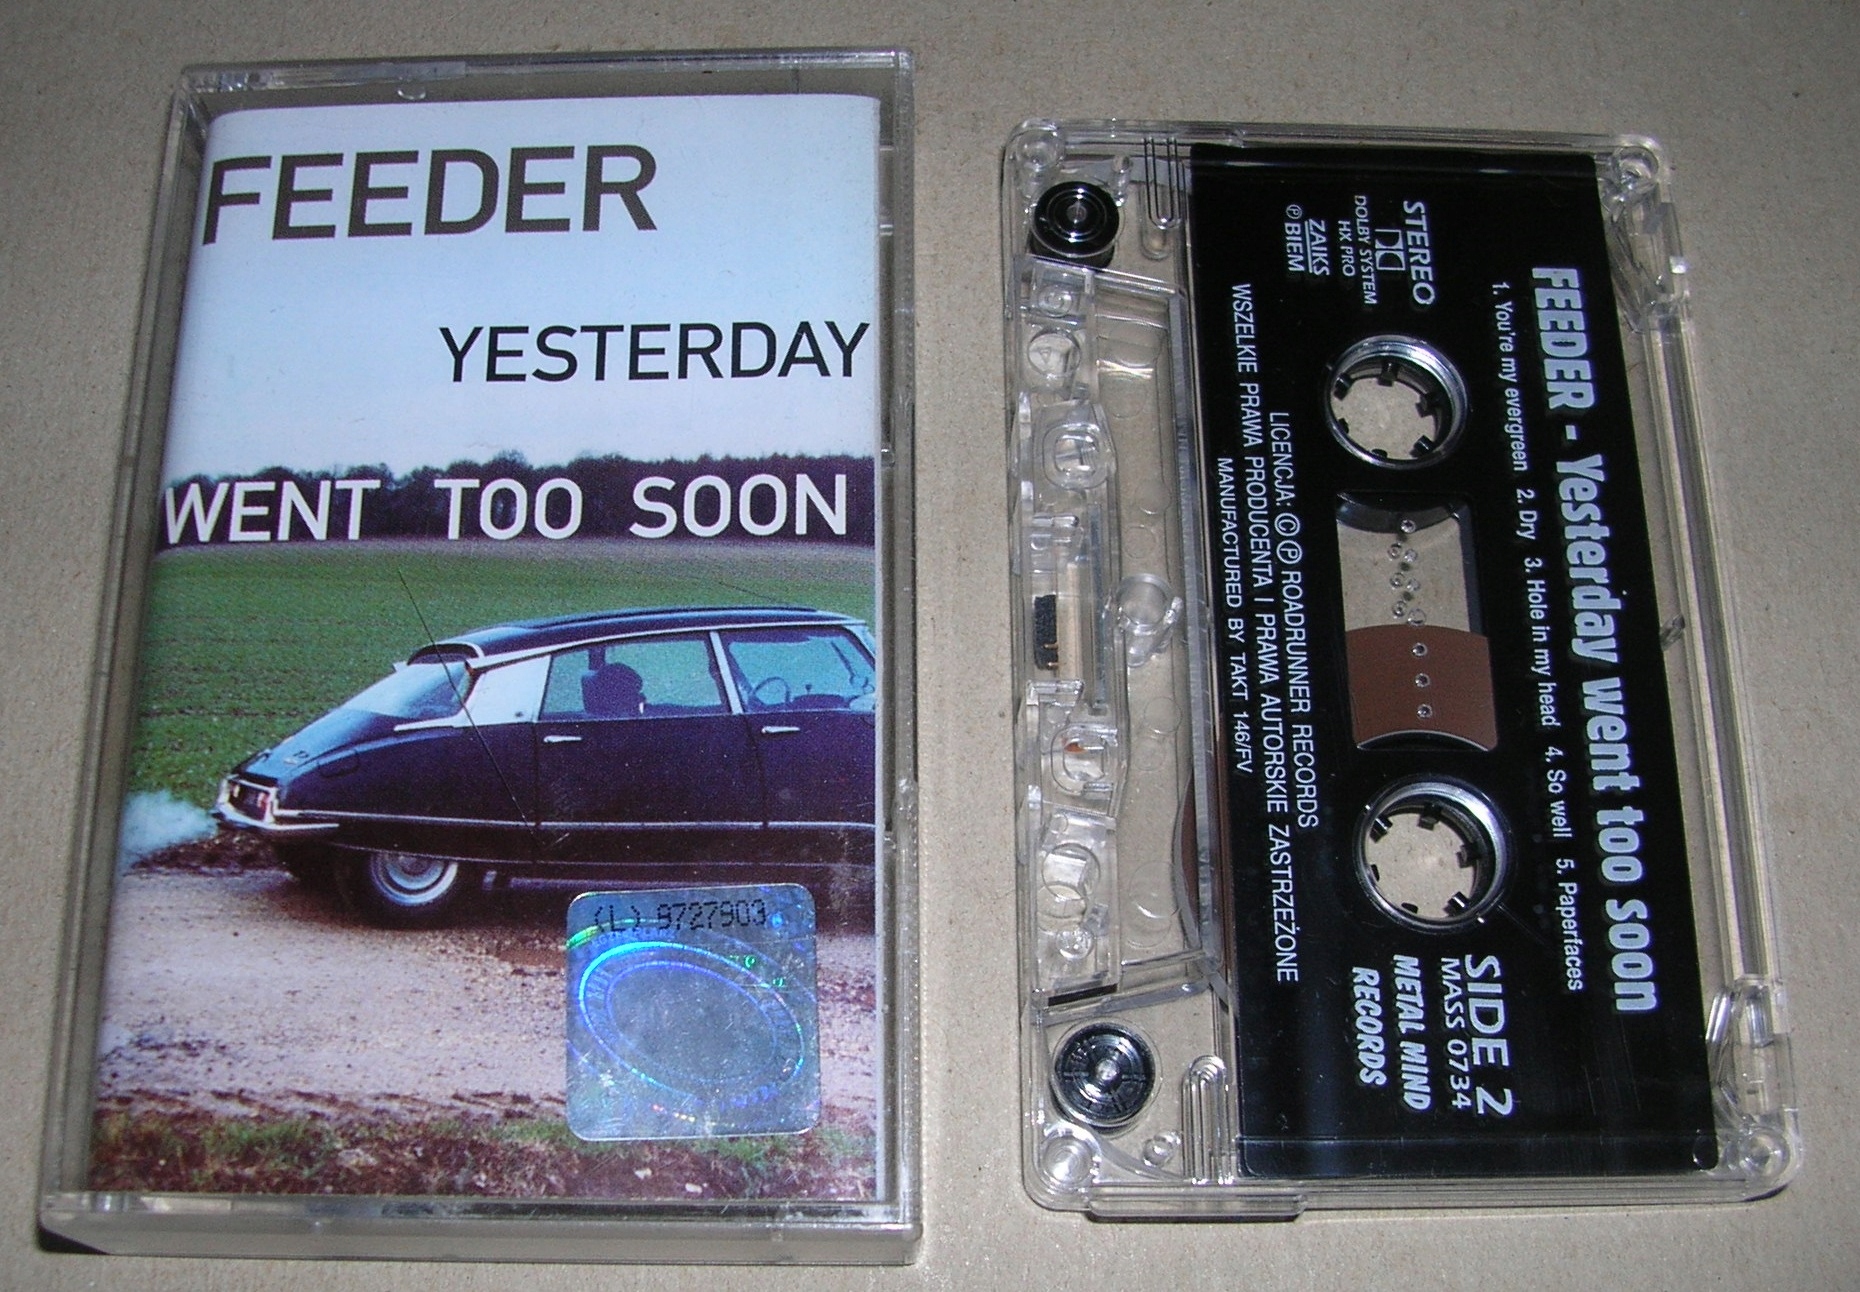 FEEDER
YESTERDAY
WENT TOO SOON
(L) 9727903
FEEDER - Yesterday went too soon
1. You're my evergreen 2. Dry 3. Hole in my head 4. So well 5. Paperfaces
STEREO
DOLBY SYSTEM
HX PRO
ZAIKS
Ⓟ BIEM
SIDE 2
MASS 0734
METAL MIND
RECORDS
LICENCJA: Ⓒ Ⓟ ROADRUNNER RECORDS
WSZELKIE PRAWA PRODUCENTA I PRAWA AUTORSKIE ZASTRZEŻONE
MANUFACTURED BY TAKT 146/FV